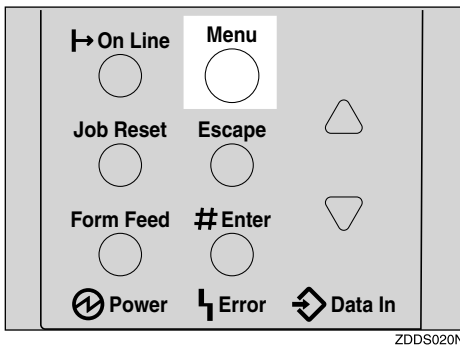 On Line Menu
Job Reset Escape
Form Feed # Enter
Power Error Data In
ZDDS020N